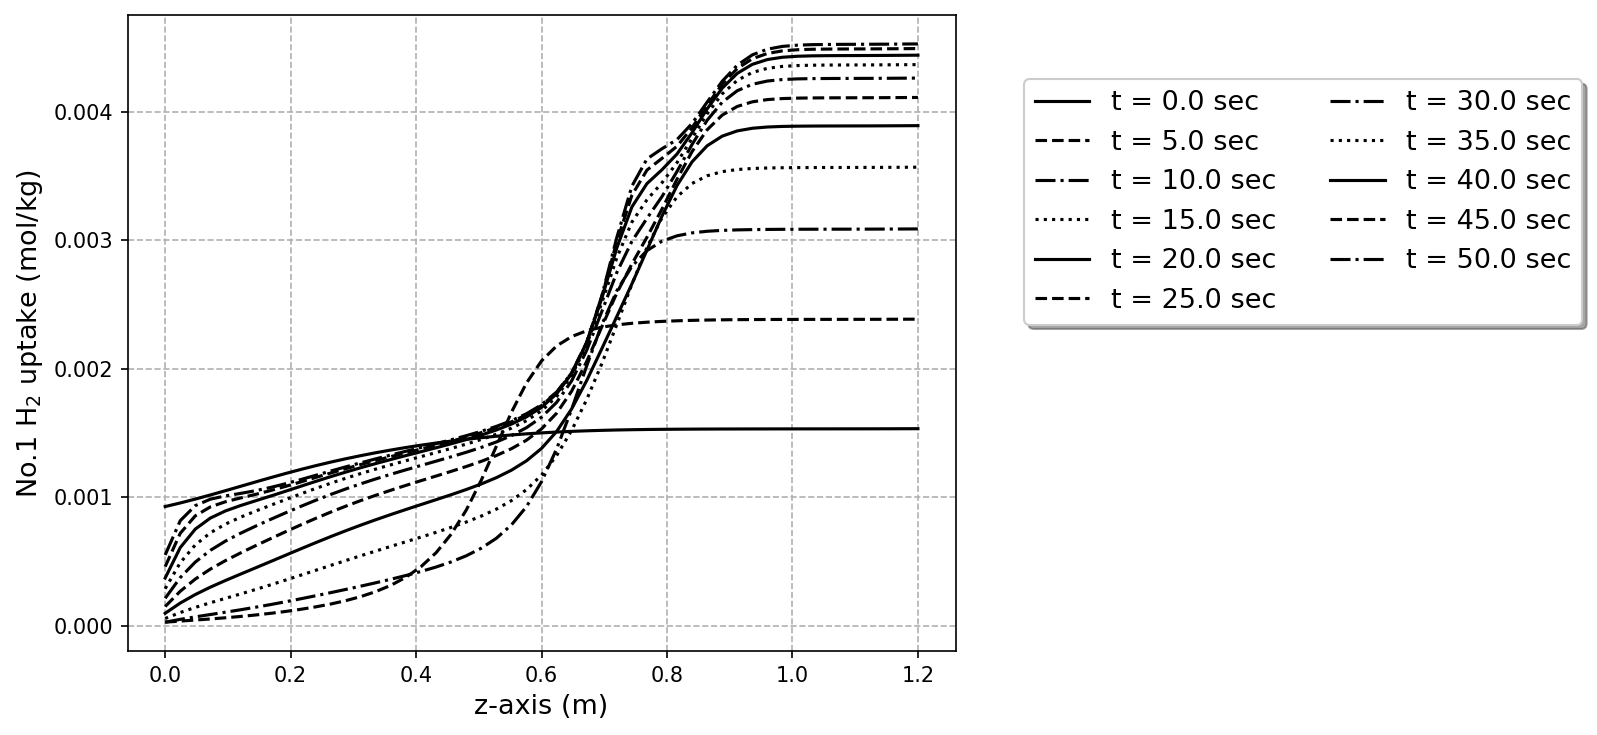 No.1 H₂ uptake (mol/kg)
0.004
0.003
0.002
0.001
0.000
0.0 0.2 0.4 0.6 0.8 1.0 1.2
z-axis (m)
t = 0.0 sec
t = 5.0 sec
t = 10.0 sec
t = 15.0 sec
t = 20.0 sec
t = 25.0 sec
t = 30.0 sec
t = 35.0 sec
t = 40.0 sec
t = 45.0 sec
t = 50.0 sec